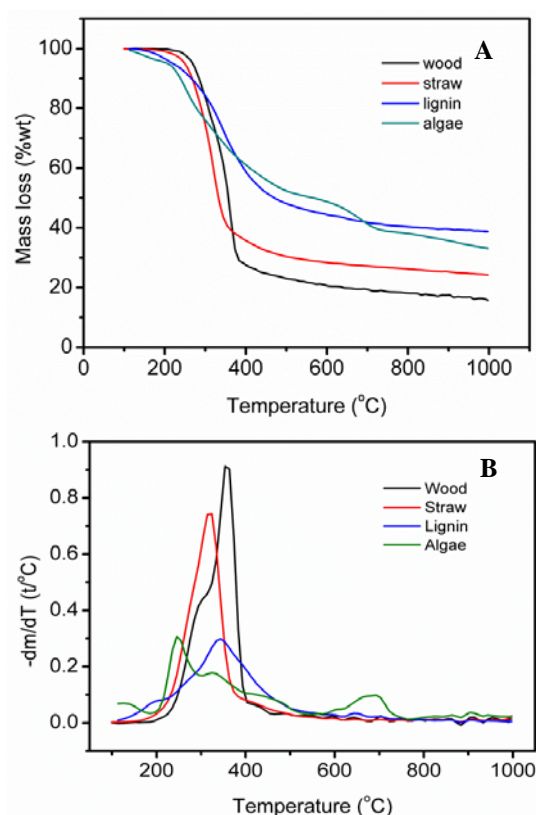 A
wood
straw
lignin
algae
100
80
60
40
20
0
Mass loss (%wt)
0 200 400 600 800 1000
Temperature (°C)
B
Wood
Straw
Lignin
Algae
1.0
0.8
0.6
0.4
0.2
0.0
-dm/dT (t/°C)
200 400 600 800 1000
Temperature (°C)